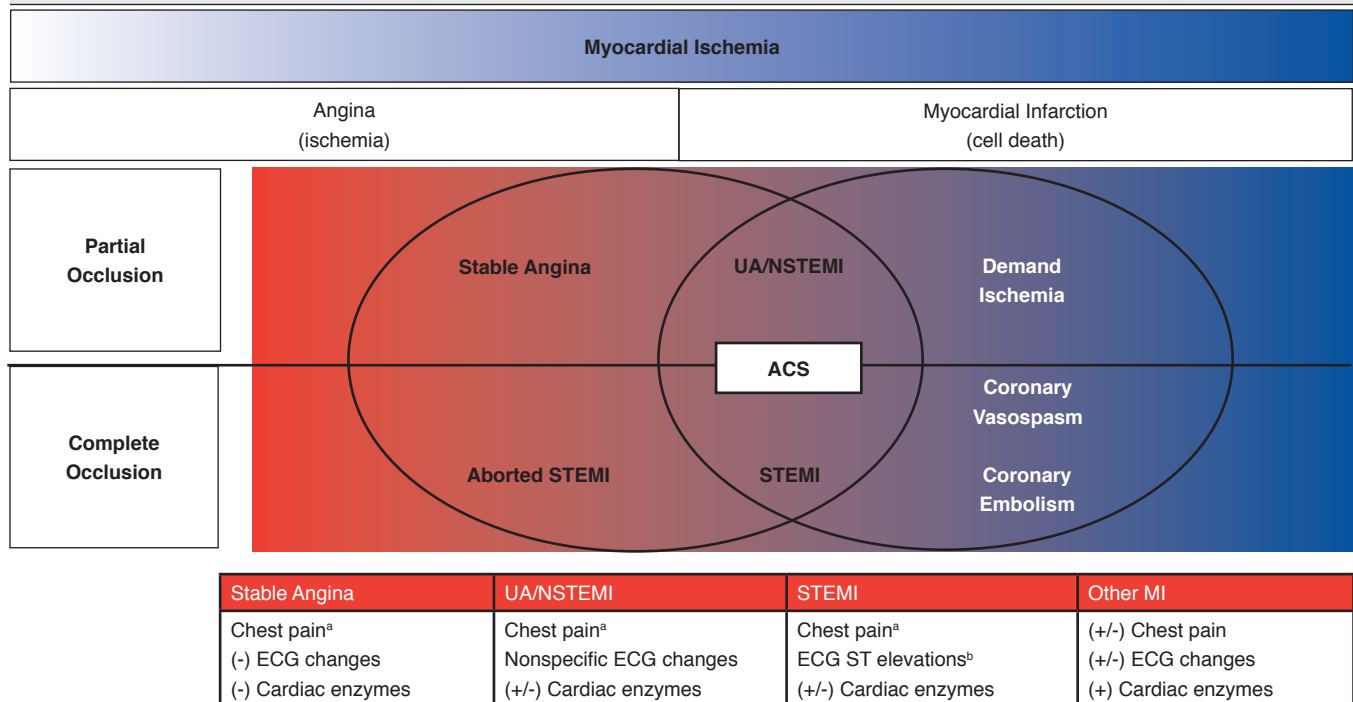 Myocardial Ischemia
Angina
(ischemia)
Myocardial Infarction
(cell death)
Partial
Occlusion
Stable Angina
UA/NSTEMI
Demand
Ischemia
ACS
Complete
Occlusion
Aborted STEMI
STEMI
Coronary
Vasospasm
Coronary
Embolism
Stable Angina
Chest painᵃ
(-) ECG changes
(-) Cardiac enzymes
UA/NSTEMI
Chest painᵃ
Nonspecific ECG changes
(+/-) Cardiac enzymes
STEMI
Chest painᵃ
ECG ST elevationsᵇ
(+/-) Cardiac enzymes
Other MI
(+/-) Chest pain
(+/-) ECG changes
(+) Cardiac enzymes